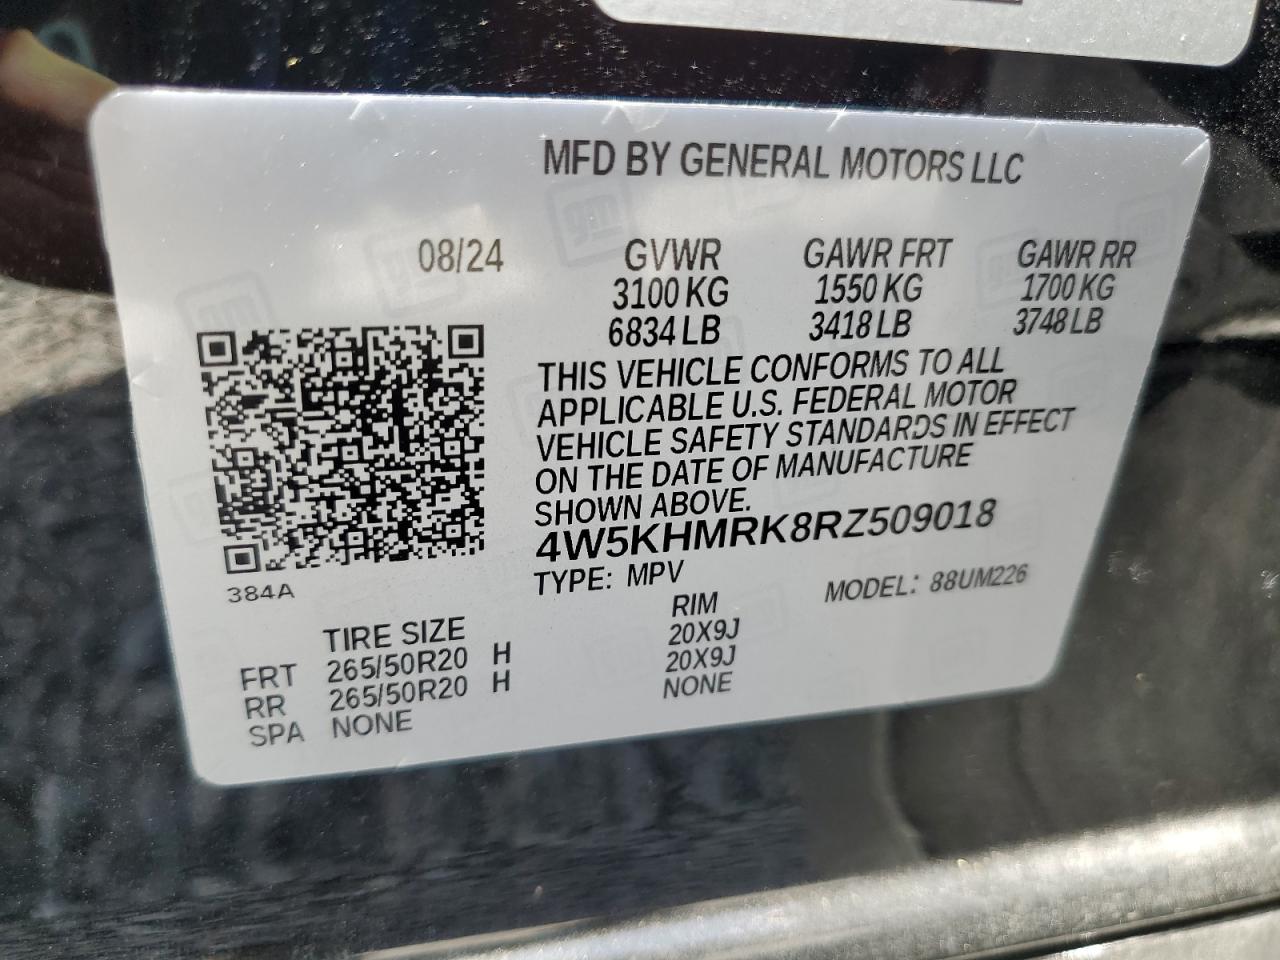 MFD BY GENERAL MOTORS LLC
08/24 GVWR GAWR FRT GAWR RR
3100 KG 1550 KG 1700 KG
6834 LB 3418 LB 3748 LB
THIS VEHICLE CONFORMS TO ALL
APPLICABLE U.S. FEDERAL MOTOR
VEHICLE SAFETY STANDARDS IN EFFECT
ON THE DATE OF MANUFACTURE
SHOWN ABOVE.
4W5KHMRK8RZ509018
TYPE: MPV MODEL: 88UM226
384A
TIRE SIZE RIM
FRT 265/50R20 H 20X9J
RR 265/50R20 H 20X9J
SPA NONE NONE